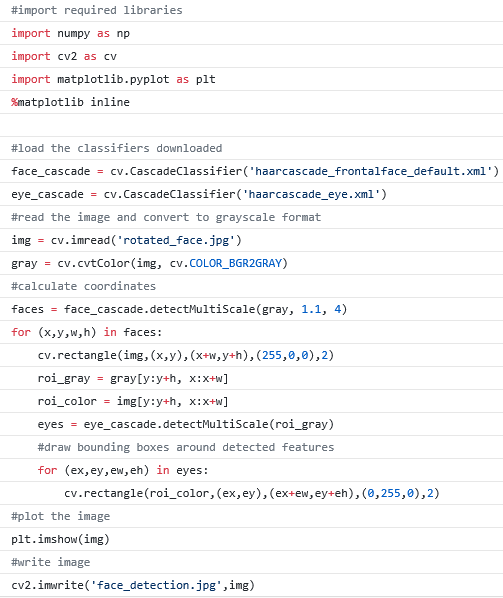 #import required libraries
import numpy as np
import cv2 as cv
import matplotlib.pyplot as plt
%matplotlib inline
#load the classifiers downloaded
face_cascade = cv.CascadeClassifier('haarcascade_frontalface_default.xml')
eye_cascade = cv.CascadeClassifier('haarcascade_eye.xml')
#read the image and convert to grayscale format
img = cv.imread('rotated_face.jpg')
gray = cv.cvtColor(img, cv.COLOR_BGR2GRAY)
#calculate coordinates
faces = face_cascade.detectMultiScale(gray, 1.1, 4)
for (x,y,w,h) in faces:
    cv.rectangle(img,(x,y),(x+w,y+h),(255,0,0),2)
    roi_gray = gray[y:y+h, x:x+w]
    roi_color = img[y:y+h, x:x+w]
    eyes = eye_cascade.detectMultiScale(roi_gray)
    #draw bounding boxes around detected features
    for (ex,ey,ew,eh) in eyes:
        cv.rectangle(roi_color,(ex,ey),(ex+ew,ey+eh),(0,255,0),2)
#plot the image
plt.imshow(img)
#write image
cv2.imwrite('face_detection.jpg',img)